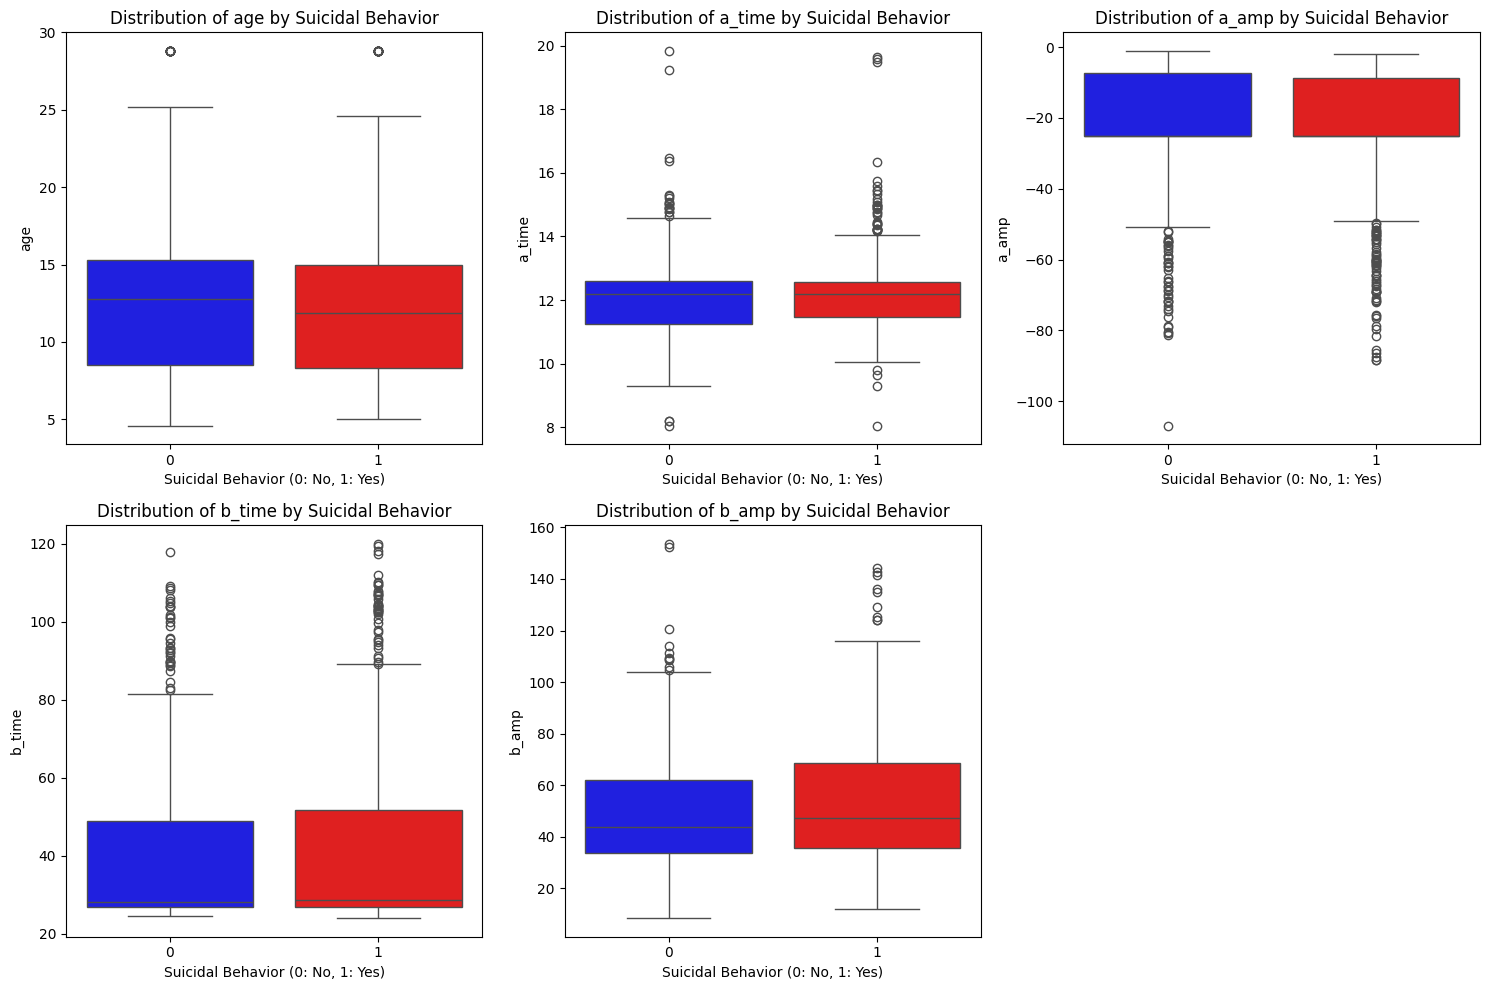 Distribution of age by Suicidal Behavior
30
25
20
15
10
5
age
0
1
Suicidal Behavior (0: No, 1: Yes)
Distribution of a_time by Suicidal Behavior
20
18
16
14
12
10
8
a_time
0
1
Suicidal Behavior (0: No, 1: Yes)
Distribution of a_amp by Suicidal Behavior
0
−20
−40
−60
−80
−100
a_amp
0
1
Suicidal Behavior (0: No, 1: Yes)
Distribution of b_time by Suicidal Behavior
120
100
80
60
40
20
b_time
0
1
Suicidal Behavior (0: No, 1: Yes)
Distribution of b_amp by Suicidal Behavior
160
140
120
100
80
60
40
20
b_amp
0
1
Suicidal Behavior (0: No, 1: Yes)